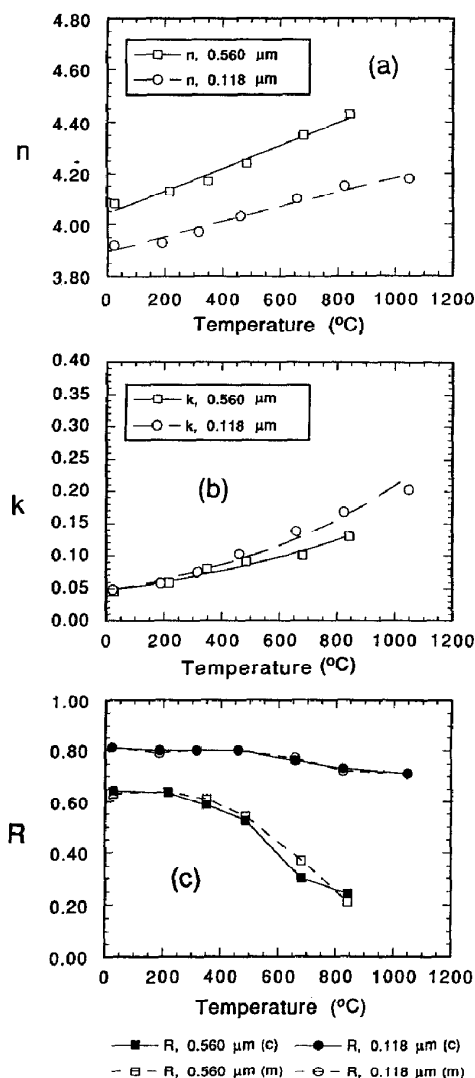 4.80
4.60
4.40
4.20
4.00
3.80
n
n, 0.560 μm
n, 0.118 μm
(a)
0 200 400 600 800 1000 1200
Temperature (ºC)
0.40
0.35
0.30
0.25
0.20
0.15
0.10
0.05
0.00
k
k, 0.560 μm
k, 0.118 μm
(b)
0 200 400 600 800 1000 1200
Temperature (ºC)
1.00
0.80
0.60
0.40
0.20
0.00
R
(c)
0 200 400 600 800 1000 1200
Temperature (ºC)
R, 0.560 μm (c) R, 0.118 μm (c)
R, 0.560 μm (m) R, 0.118 μm (m)